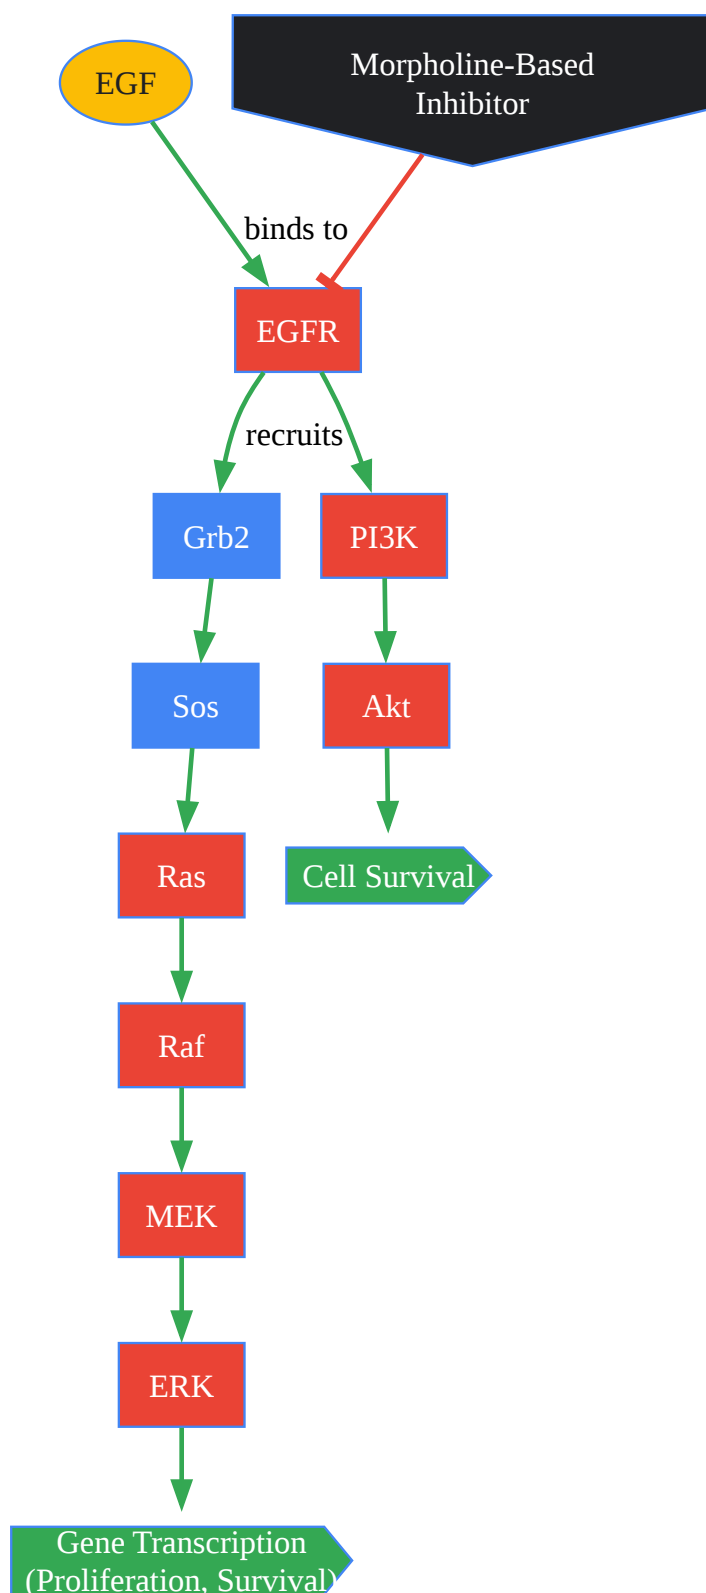 EGF
Morpholine-Based
Inhibitor
binds to
EGFR
recruits
Grb2
PI3K
Sos
Akt
Ras
Cell Survival
Raf
MEK
ERK
Gene Transcription
(Proliferation, Survival)